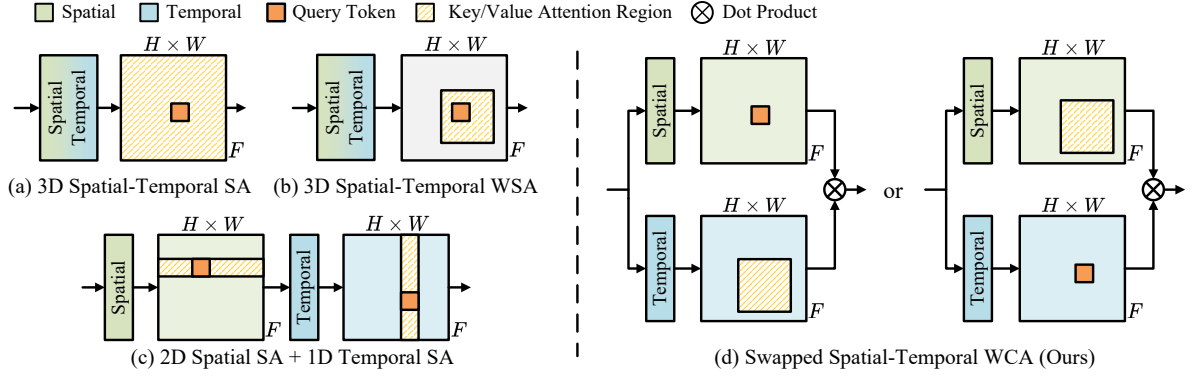 Spatial Temporal Query Token Key/Value Attention Region Dot Product
H × W
Spatial
Temporal
F
(a) 3D Spatial-Temporal SA
H × W
Spatial
Temporal
F
(b) 3D Spatial-Temporal WSA
Spatial
H × W
F
Temporal
H × W
F
(c) 2D Spatial SA + 1D Temporal SA
Spatial
H × W
F
Temporal
H × W
F
or
Spatial
H × W
F
Temporal
H × W
F
(d) Swapped Spatial-Temporal WCA (Ours)